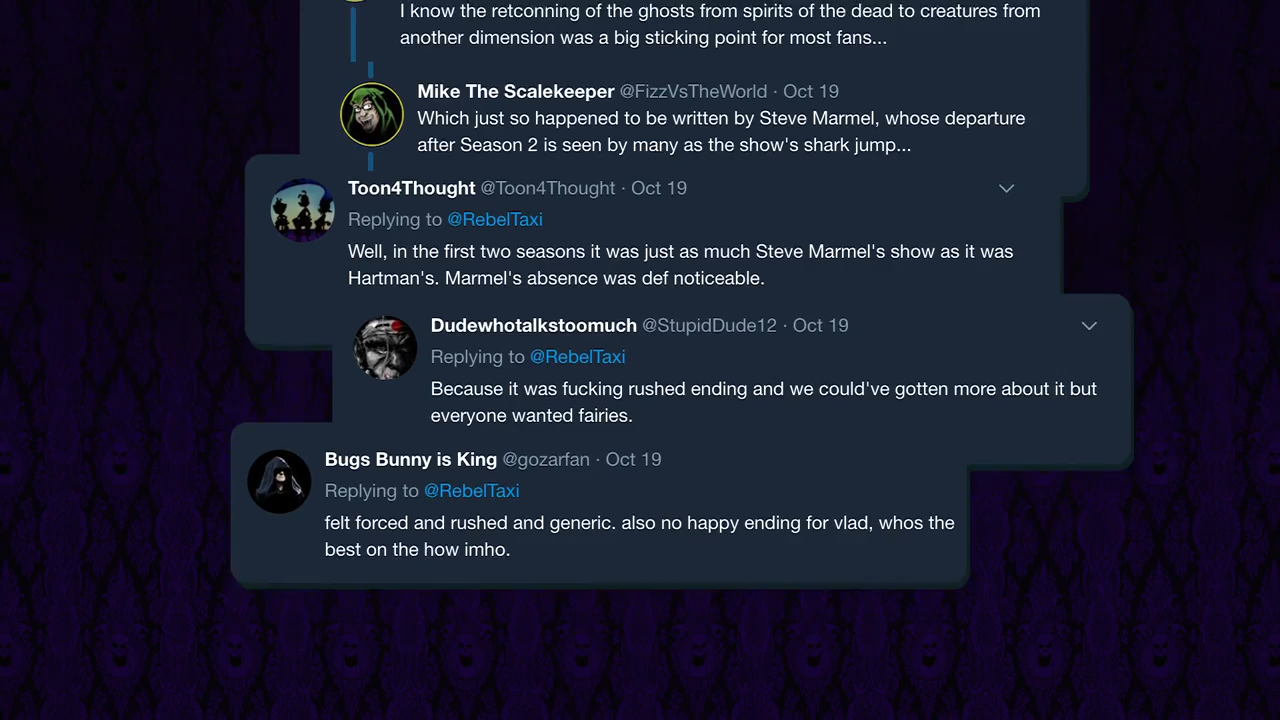 I know the retconning of the ghosts from spirits of the dead to creatures from
another dimension was a big sticking point for most fans...
Mike The Scalekeeper @FizzVsTheWorld · Oct 19
Which just so happened to be written by Steve Marmel, whose departure
after Season 2 is seen by many as the show's shark jump...
Toon4Thought @Toon4Thought · Oct 19
Replying to @RebelTaxi
Well, in the first two seasons it was just as much Steve Marmel's show as it was
Hartman's. Marmel's absence was def noticeable.
Dudewhotalkstoomuch @StupidDude12 · Oct 19
Replying to @RebelTaxi
Because it was fucking rushed ending and we could've gotten more about it but
everyone wanted fairies.
Bugs Bunny is King @gozarfan · Oct 19
Replying to @RebelTaxi
felt forced and rushed and generic. also no happy ending for vlad, whos the
best on the how imho.